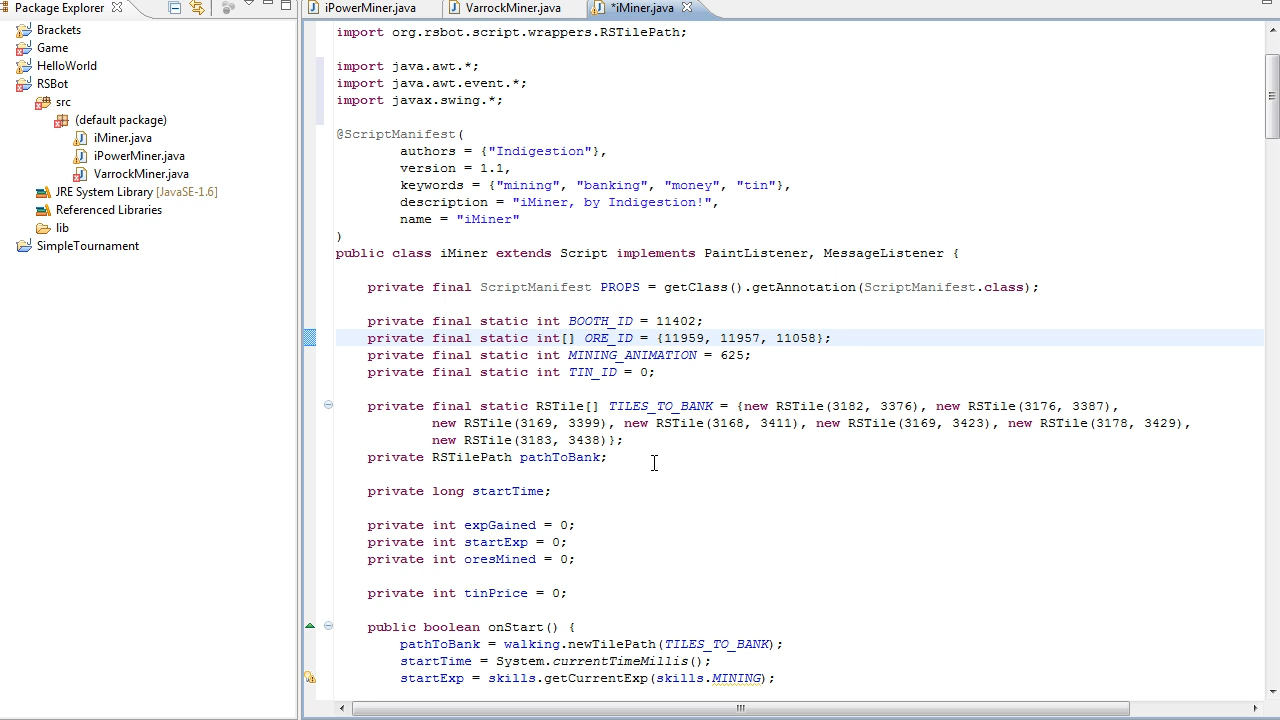 Package Explorer
Brackets
Game
HelloWorld
RSBot
src
(default package)
iMiner.java
iPowerMiner.java
VarrockMiner.java
JRE System Library [JavaSE-1.6]
Referenced Libraries
lib
SimpleTournament
iPowerMiner.java VarrockMiner.java *iMiner.java
import org.rsbot.script.wrappers.RSTilePath;
import java.awt.*;
import java.awt.event.*;
import javax.swing.*;
@ScriptManifest(
authors = {"Indigestion"},
version = 1.1,
keywords = {"mining", "banking", "money", "tin"},
description = "iMiner, by Indigestion!",
name = "iMiner"
)
public class iMiner extends Script implements PaintListener, MessageListener {
private final ScriptManifest PROPS = getClass().getAnnotation(ScriptManifest.class);
private final static int BOOTH_ID = 11402;
private final static int[] ORE_ID = {11959, 11957, 11058};
private final static int MINING_ANIMATION = 625;
private final static int TIN_ID = 0;
private final static RSTile[] TILES_TO_BANK = {new RSTile(3182, 3376), new RSTile(3176, 3387),
new RSTile(3169, 3399), new RSTile(3168, 3411), new RSTile(3169, 3423), new RSTile(3178, 3429),
new RSTile(3183, 3438)};
private RSTilePath pathToBank;
private long startTime;
private int expGained = 0;
private int startExp = 0;
private int oresMined = 0;
private int tinPrice = 0;
public boolean onStart() {
pathToBank = walking.newTilePath(TILES_TO_BANK);
startTime = System.currentTimeMillis();
startExp = skills.getCurrentExp(skills.MINING);